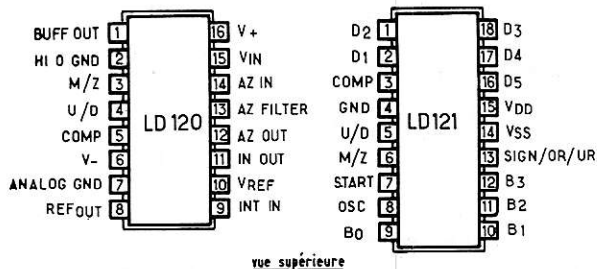 BUFF OUT 1 16 V+
HI Q GND 2 15 VIN
M/Z 3 14 AZ IN
U/D 4 13 AZ FILTER
COMP 5 12 AZ OUT
V- 6 11 IN OUT
ANALOG GND 7 10 VREF
REFOUT 8 9 INT IN
LD120
D2 1 18 D3
D1 2 17 D4
COMP 3 16 D5
GND 4 15 VDD
U/D 5 14 VSS
M/Z 6 13 SIGN/OR/UR
START 7 12 B3
OSC 8 11 B2
B0 9 10 B1
LD121
vue supérieure